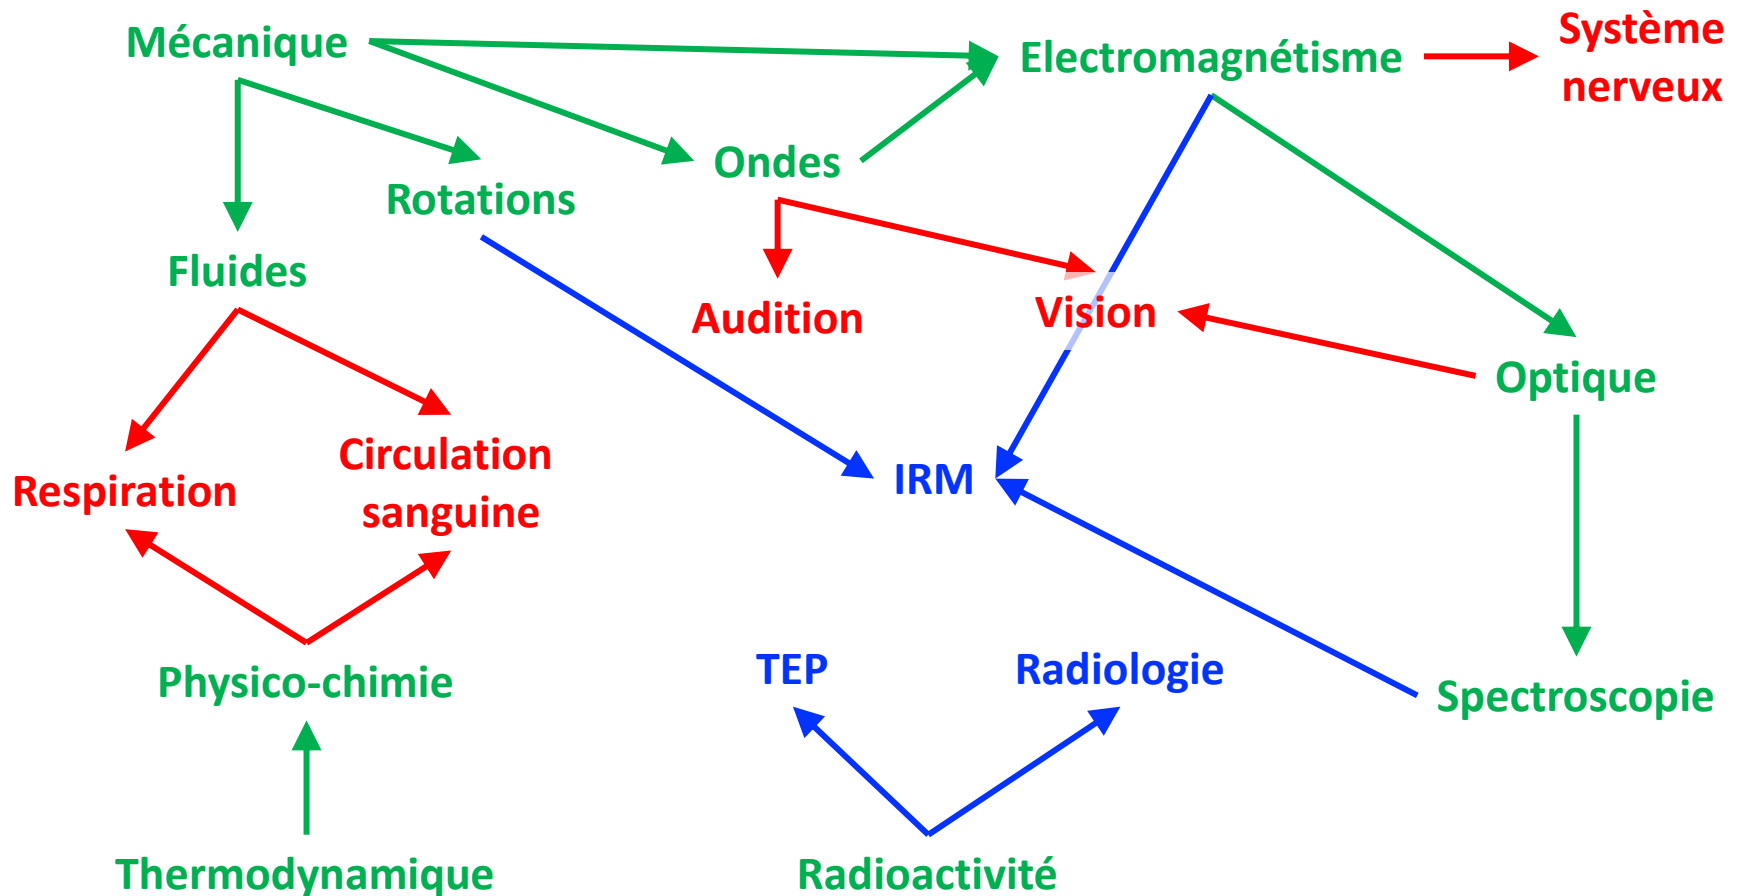 Mécanique
Electromagnétisme
Système
nerveux
Ondes
Rotations
Fluides
Audition
Vision
Optique
Circulation
sanguine
Respiration
IRM
Physico-chimie
TEP
Radiologie
Spectroscopie
Thermodynamique
Radioactivité